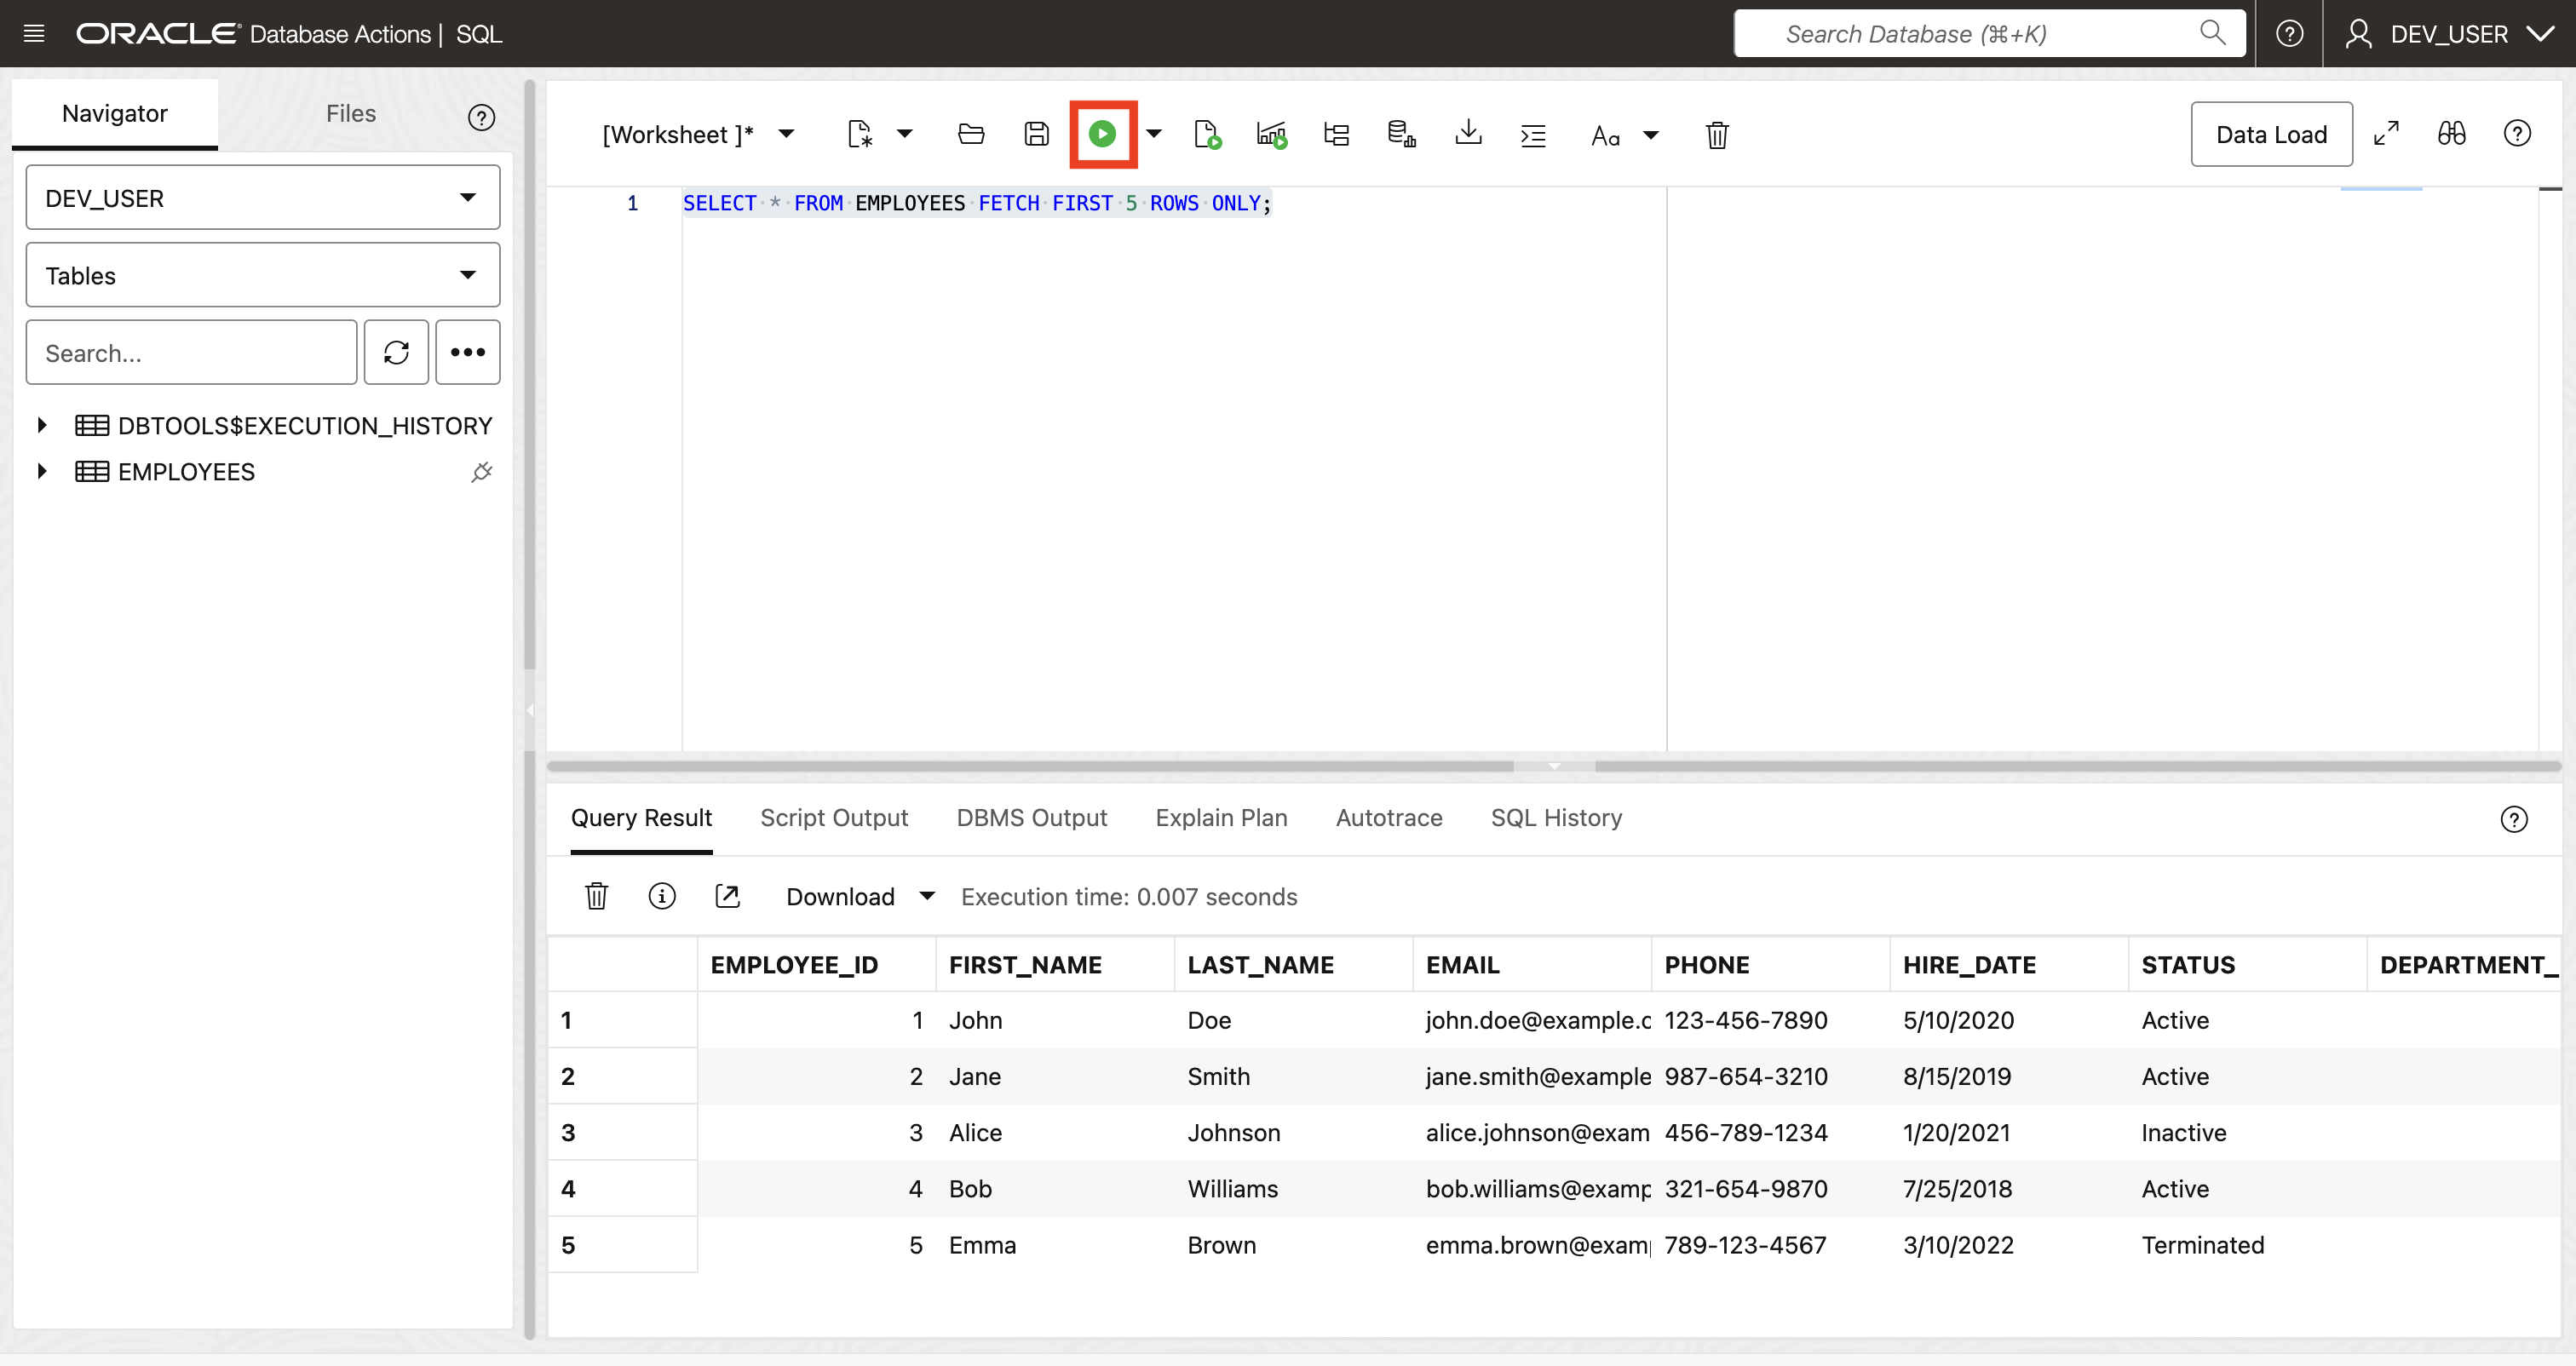 ORACLE Database Actions | SQL
Search Database (⌘+K)
DEV_USER
Navigator
Files
[Worksheet ]*
Aa
Data Load
DEV_USER
Tables
Search...
DBTOOLS$EXECUTION_HISTORY
EMPLOYEES
1 SELECT * FROM EMPLOYEES FETCH FIRST 5 ROWS ONLY;
Query Result
Script Output
DBMS Output
Explain Plan
Autotrace
SQL History
Download
Execution time: 0.007 seconds
EMPLOYEE_ID FIRST_NAME LAST_NAME EMAIL PHONE HIRE_DATE STATUS DEPARTMENT_
1 1 John Doe john.doe@example.c 123-456-7890 5/10/2020 Active
2 2 Jane Smith jane.smith@example 987-654-3210 8/15/2019 Active
3 3 Alice Johnson alice.johnson@exam 456-789-1234 1/20/2021 Inactive
4 4 Bob Williams bob.williams@examp 321-654-9870 7/25/2018 Active
5 5 Emma Brown emma.brown@exam 789-123-4567 3/10/2022 Terminated